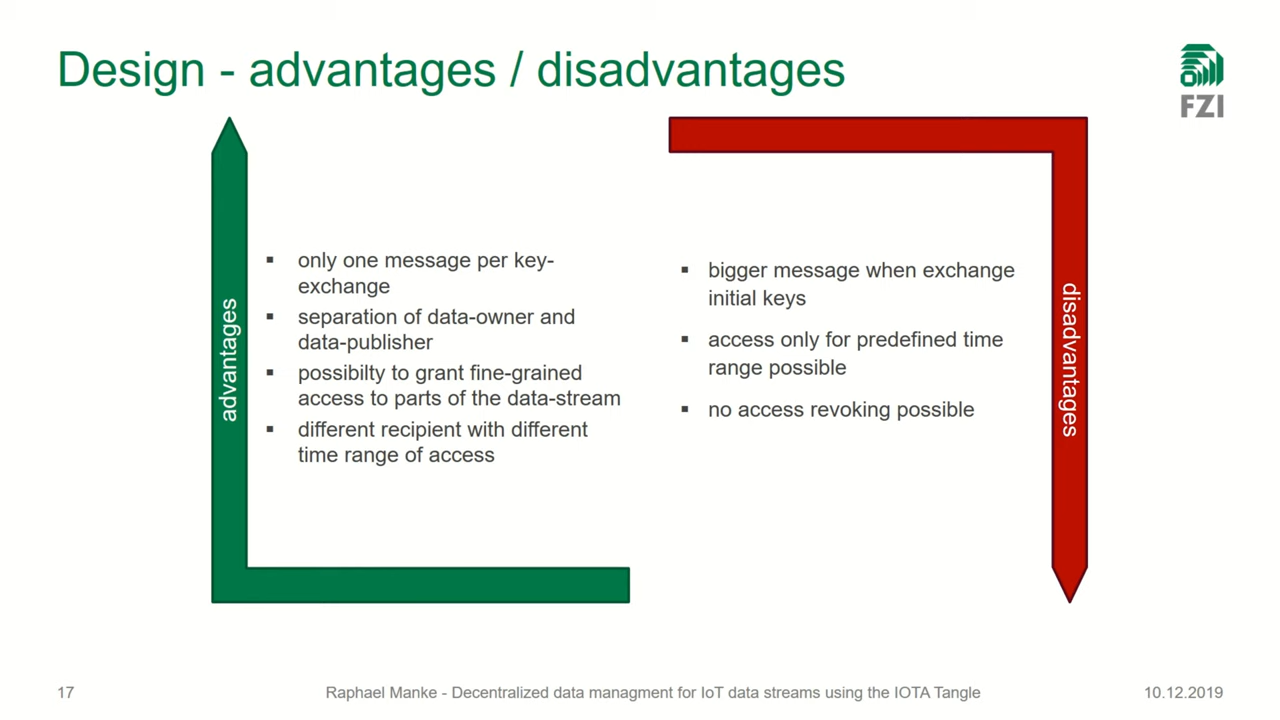 Design - advantages / disadvantages
FZI
advantages
▪ only one message per key-
exchange
▪ separation of data-owner and
data-publisher
▪ possibilty to grant fine-grained
access to parts of the data-stream
▪ different recipient with different
time range of access
▪ bigger message when exchange
initial keys
▪ access only for predefined time
range possible
▪ no access revoking possible
disadvantages
17
Raphael Manke - Decentralized data managment for IoT data streams using the IOTA Tangle
10.12.2019